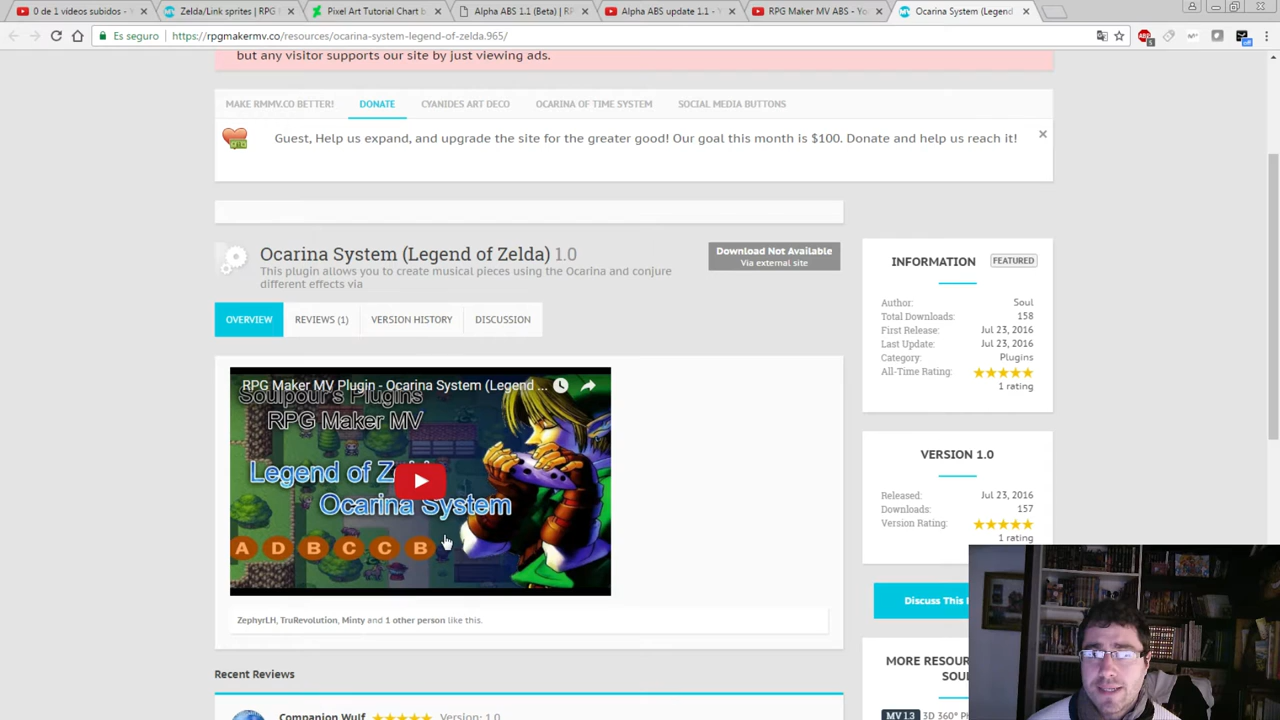 0 de 1 videos subidos -
Zelda/Link sprites | RPG
Pixel Art Tutorial Chart b
Alpha ABS 1.1 (Beta) | RP
Alpha ABS update 1.1 -
RPG Maker MV ABS - Yo
Ocarina System (Legend
Es seguro
https://rpgmakermv.co/resources/ocarina-system-legend-of-zelda.965/
but any visitor supports our site by just viewing ads.
MAKE RMMV.CO BETTER!
DONATE
CYANIDES ART DECO
OCARINA OF TIME SYSTEM
SOCIAL MEDIA BUTTONS
Guest, Help us expand, and upgrade the site for the greater good! Our goal this month is $100. Donate and help us reach it!
Ocarina System (Legend of Zelda) 1.0
This plugin allows you to create musical pieces using the Ocarina and conjure
different effects via
Download Not Available
Via external site
OVERVIEW
REVIEWS (1)
VERSION HISTORY
DISCUSSION
RPG Maker MV Plugin - Ocarina System (Legend ...
Soulpour's Plugins
RPG Maker MV
Legend of Ze
Ocarina System
A D B C C B
ZephyrLH, TruRevolution, Minty and 1 other person like this.
Recent Reviews
Companion Wulf
Version: 1.0
INFORMATION
FEATURED
Author: Soul
Total Downloads: 158
First Release: Jul 23, 2016
Last Update: Jul 23, 2016
Category: Plugins
All-Time Rating:
1 rating
VERSION 1.0
Released: Jul 23, 2016
Downloads: 157
Version Rating:
1 rating
Discuss This
MORE RESOU
SOUL
MV 1.3 3D 360° P